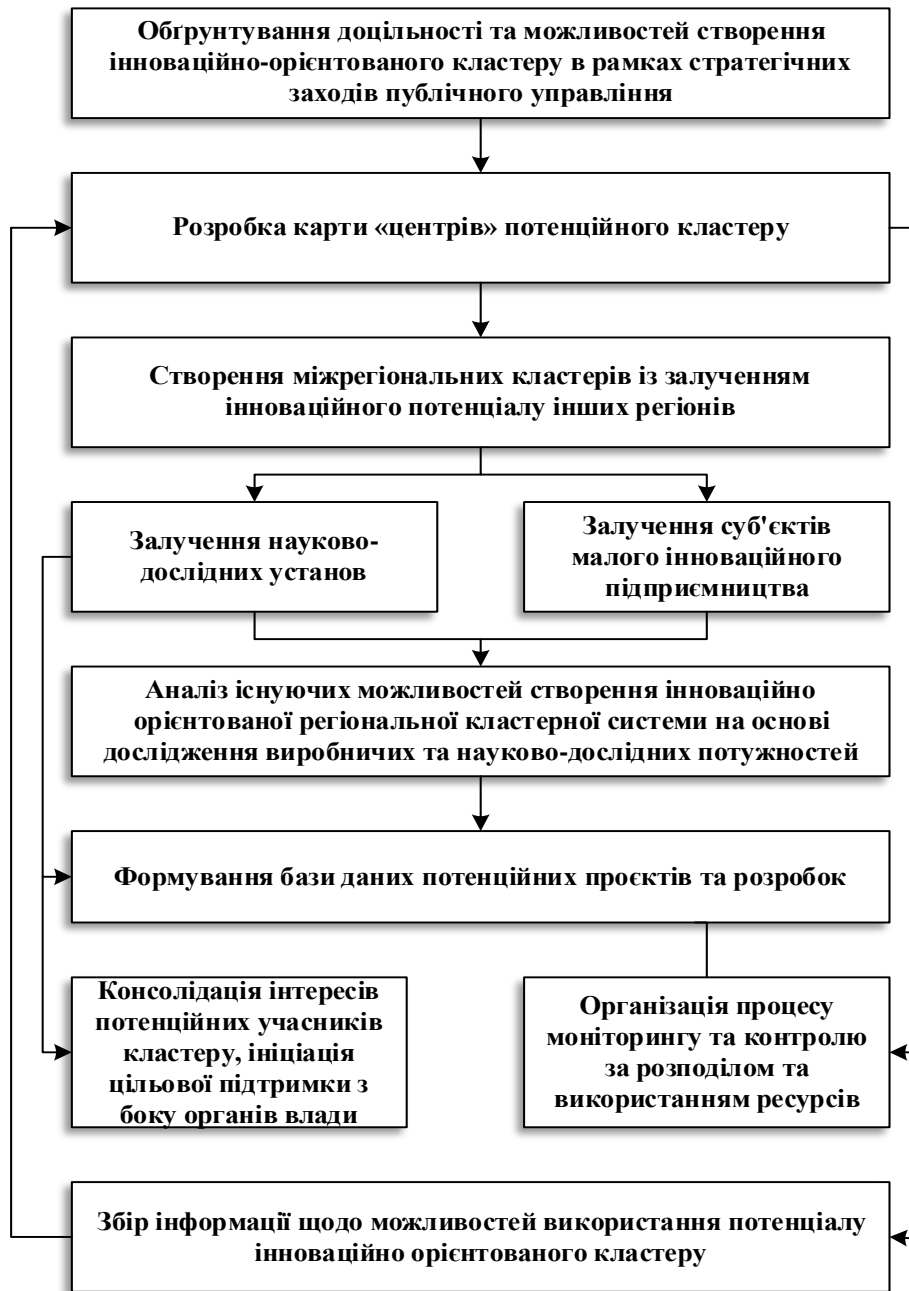 Обґрунтування доцільності та можливостей створення
інноваційно-орієнтованого кластеру в рамках стратегічних
заходів публічного управління
Розробка карти «центрів» потенційного кластеру
Створення міжрегіональних кластерів із залученням
інноваційного потенціалу інших регіонів
Залучення науково-
дослідних установ
Залучення суб'єктів
малого інноваційного
підприємництва
Аналіз існуючих можливостей створення інноваційно
орієнтованої регіональної кластерної системи на основі
дослідження виробничих та науково-дослідних потужностей
Формування бази даних потенційних проєктів та розробок
Консолідація інтересів
потенційних учасників
кластеру, ініціація
цільової підтримки з
боку органів влади
Організація процесу
моніторингу та контролю
за розподілом та
використанням ресурсів
Збір інформації щодо можливостей використання потенціалу
інноваційно орієнтованого кластеру